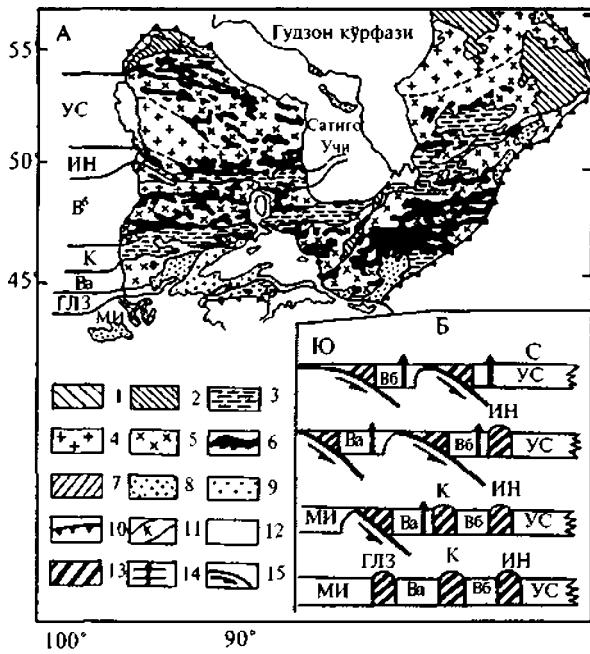 55°
А
Гудзон кўрфази
УС
Сатиго
Учи
50°
ИН
Вб
К
45°
Ва
ГЛЗ
МИ
Б
Ю
С
Вб
УС
ИН
Ва
Вб
УС
К
ИН
МИ
Ва
Вб
УС
ГЛЗ
К
ИН
МИ
Ва
Вб
УС
1 2 3
4 5 6
7 8 9
10 К 11 12
13 14 15
100° 90°